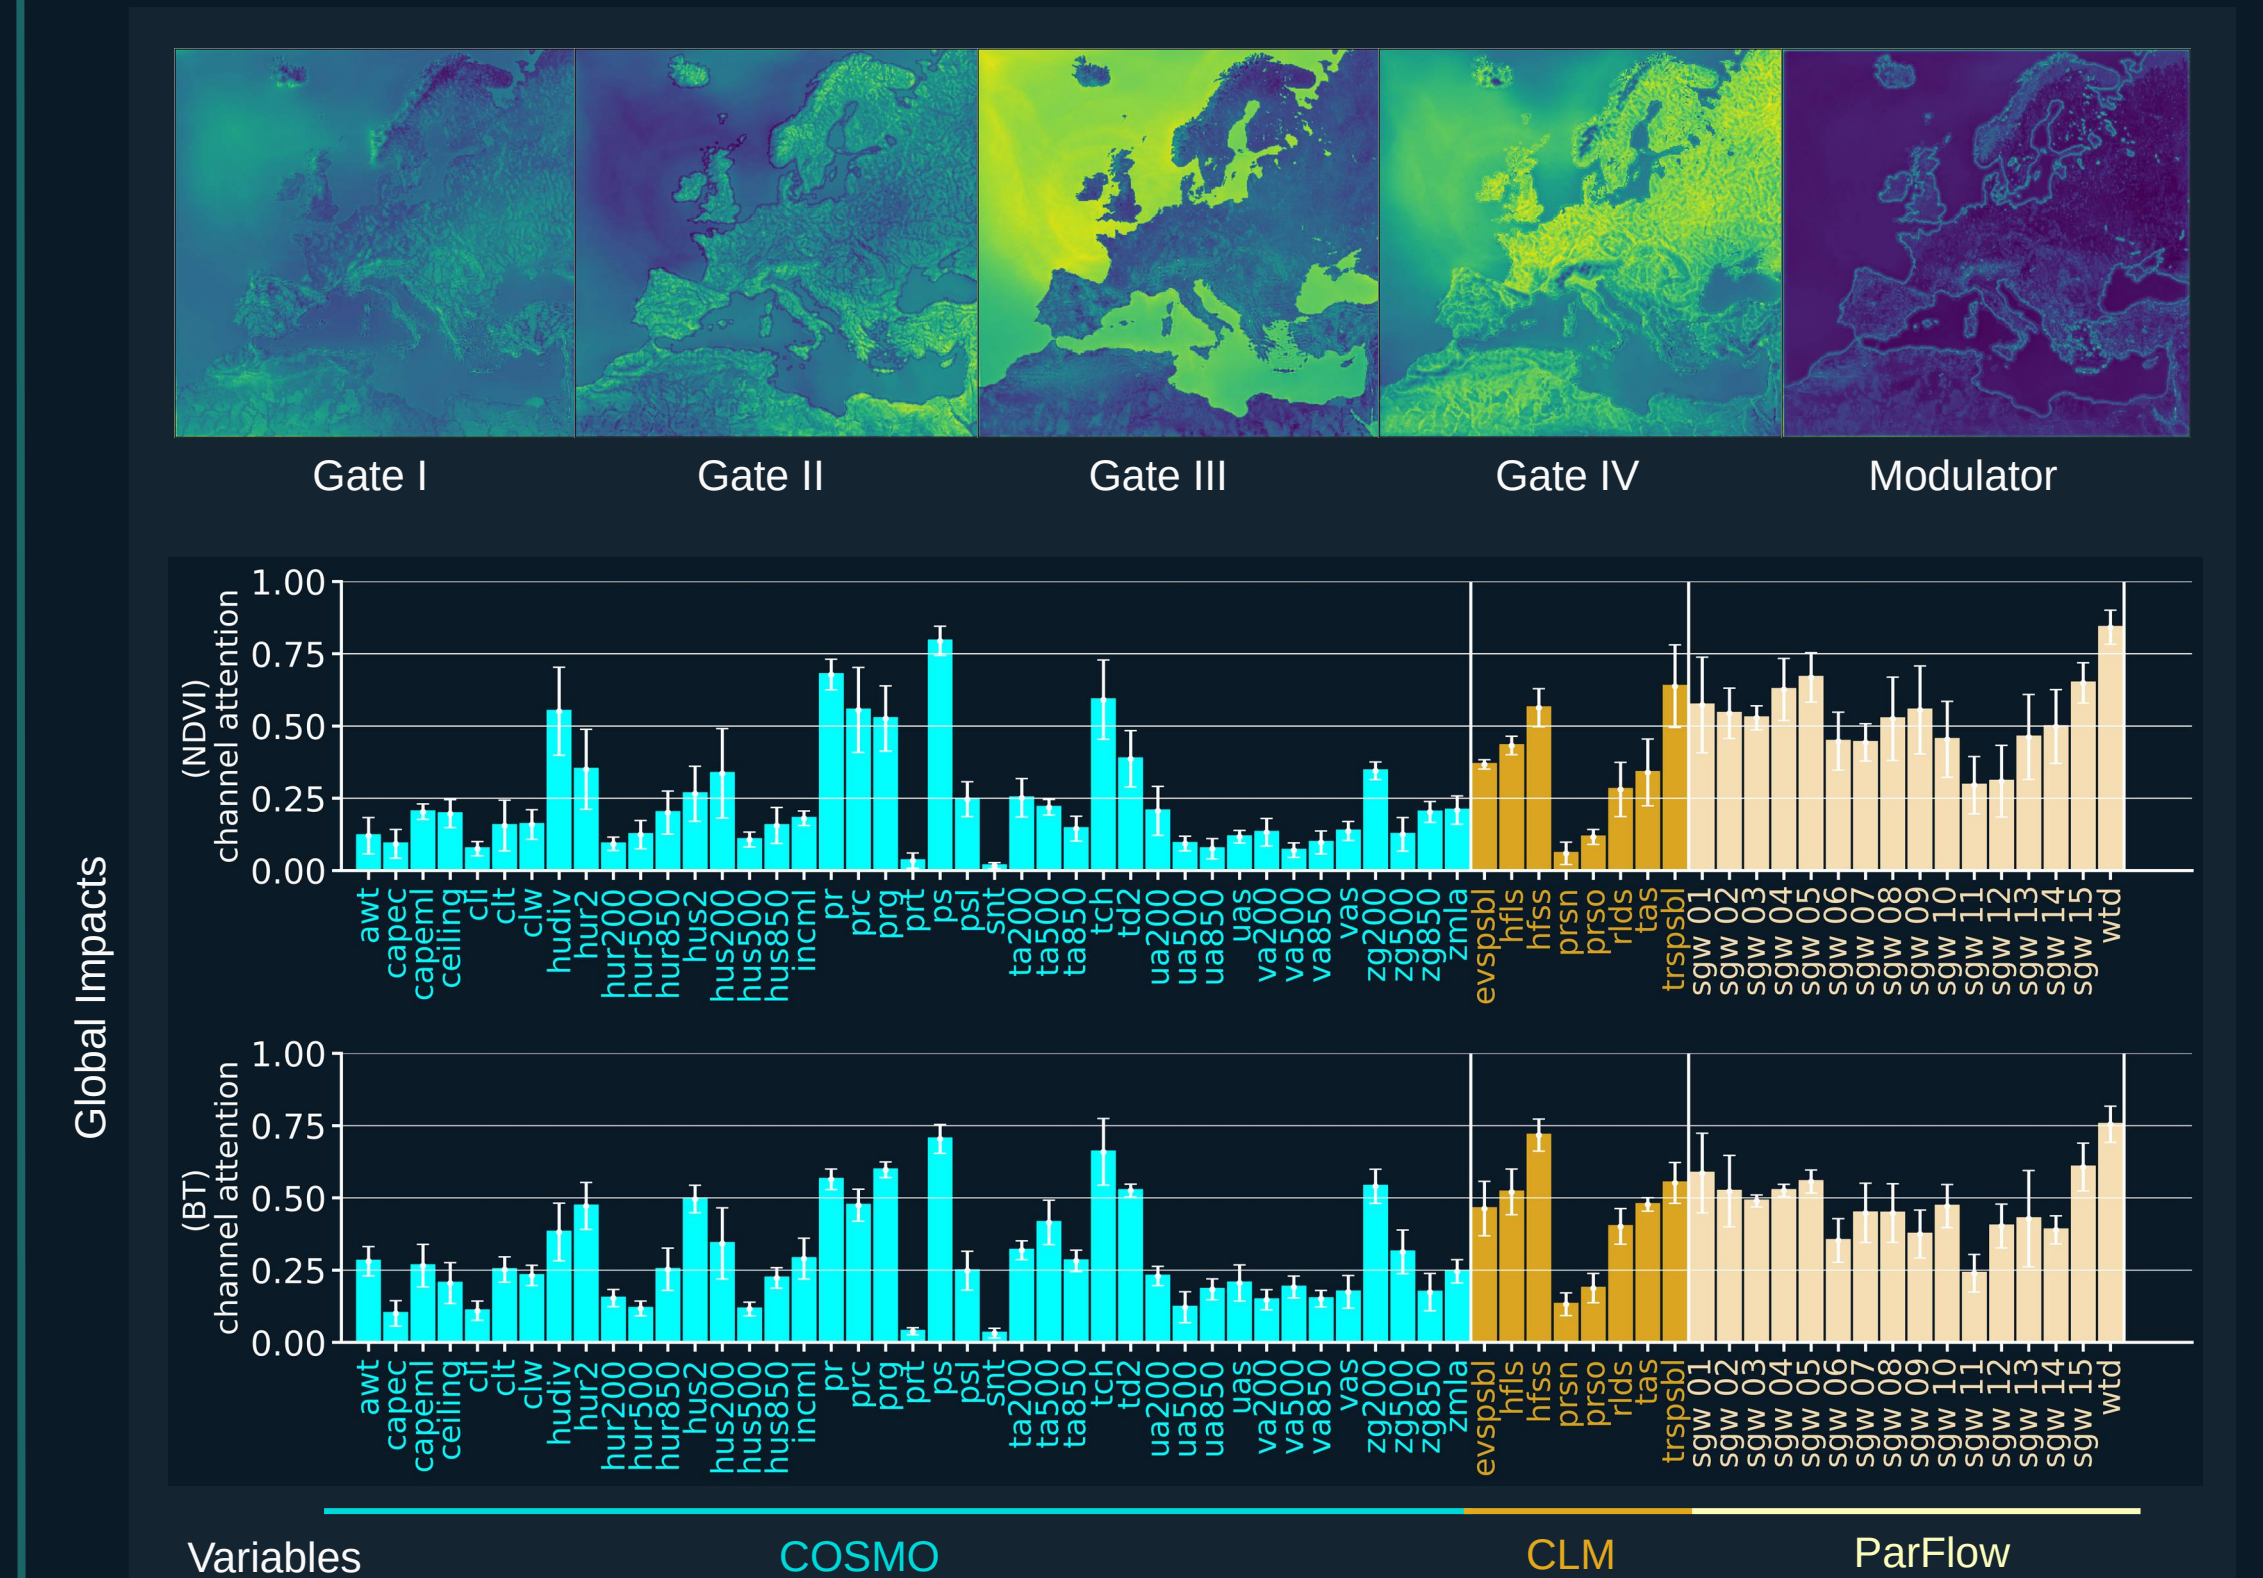 Gate I
Gate II
Gate III
Gate IV
Modulator
Global Impacts
(NDVI)
channel attention
1.00
0.75
0.50
0.25
0.00
awt
capec
capeml
ceiling
cli
clt
clw
hudiv
hur2
hur200
hur500
hur850
hus2
hus200
hus500
hus850
incml
pr
prc
prg
prt
ps
psl
snt
ta200
ta500
ta850
tch
td2
ua200
ua500
ua850
uas
va200
va500
va850
vas
zg200
zg500
zg850
zmla
evspsbl
hfls
hfss
prsn
prso
rlds
tas
trspsbl
sgw 01
sgw 02
sgw 03
sgw 04
sgw 05
sgw 06
sgw 07
sgw 08
sgw 09
sgw 10
sgw 11
sgw 12
sgw 13
sgw 14
sgw 15
wtd
(BT)
channel attention
1.00
0.75
0.50
0.25
0.00
awt
capec
capeml
ceiling
cli
clt
clw
hudiv
hur2
hur200
hur500
hur850
hus2
hus200
hus500
hus850
incml
pr
prc
prg
prt
ps
psl
snt
ta200
ta500
ta850
tch
td2
ua200
ua500
ua850
uas
va200
va500
va850
vas
zg200
zg500
zg850
zmla
evspsbl
hfls
hfss
prsn
prso
rlds
tas
trspsbl
sgw 01
sgw 02
sgw 03
sgw 04
sgw 05
sgw 06
sgw 07
sgw 08
sgw 09
sgw 10
sgw 11
sgw 12
sgw 13
sgw 14
sgw 15
wtd
Variables
COSMO
CLM
ParFlow